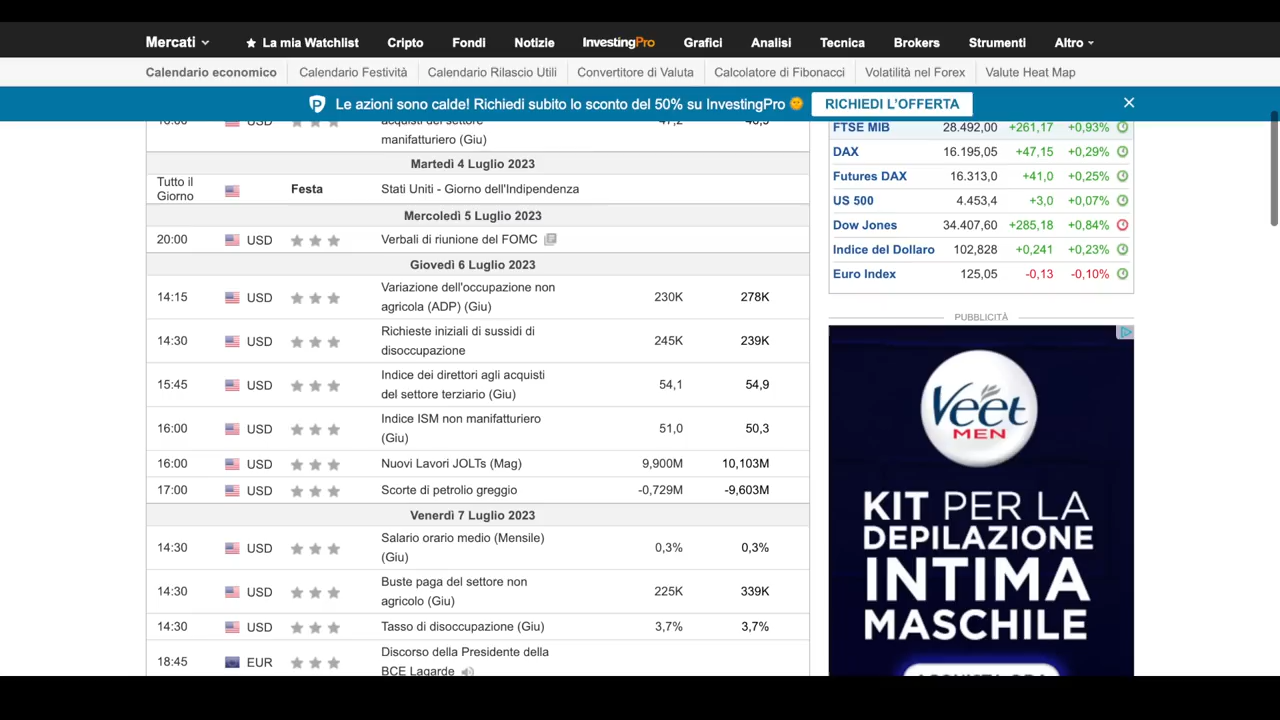 Mercati
La mia Watchlist
Cripto
Fondi
Notizie
InvestingPro
Grafici
Analisi
Tecnica
Brokers
Strumenti
Altro
Calendario economico
Calendario Festività
Calendario Rilascio Utili
Convertitore di Valuta
Calcolatore di Fibonacci
Volatilità nel Forex
Valute Heat Map
Le azioni sono calde! Richiedi subito lo sconto del 50% su InvestingPro
RICHIEDI L'OFFERTA
manifatturiero (Giu)
Martedì 4 Luglio 2023
Tutto il
Giorno
Festa
Stati Uniti - Giorno dell'Indipendenza
Mercoledì 5 Luglio 2023
20:00 USD Verbali di riunione del FOMC
Giovedì 6 Luglio 2023
14:15 USD Variazione dell'occupazione non
agricola (ADP) (Giu) 230K 278K
14:30 USD Richieste iniziali di sussidi di
disoccupazione 245K 239K
15:45 USD Indice dei direttori agli acquisti
del settore terziario (Giu) 54,1 54,9
16:00 USD Indice ISM non manifatturiero
(Giu) 51,0 50,3
16:00 USD Nuovi Lavori JOLTs (Mag) 9,900M 10,103M
17:00 USD Scorte di petrolio greggio -0,729M -9,603M
Venerdì 7 Luglio 2023
14:30 USD Salario orario medio (Mensile)
(Giu) 0,3% 0,3%
14:30 USD Buste paga del settore non
agricolo (Giu) 225K 339K
14:30 USD Tasso di disoccupazione (Giu) 3,7% 3,7%
18:45 EUR Discorso della Presidente della
BCE Lagarde
FTSE MIB 28.492,00 +261,17 +0,93%
DAX 16.195,05 +47,15 +0,29%
Futures DAX 16.313,0 +41,0 +0,25%
US 500 4.453,4 +3,0 +0,07%
Dow Jones 34.407,60 +285,18 +0,84%
Indice del Dollaro 102,828 +0,241 +0,23%
Euro Index 125,05 -0,13 -0,10%
PUBBLICITÀ
Veet
MEN
KIT PER LA
DEPILAZIONE
INTIMA
MASCHILE